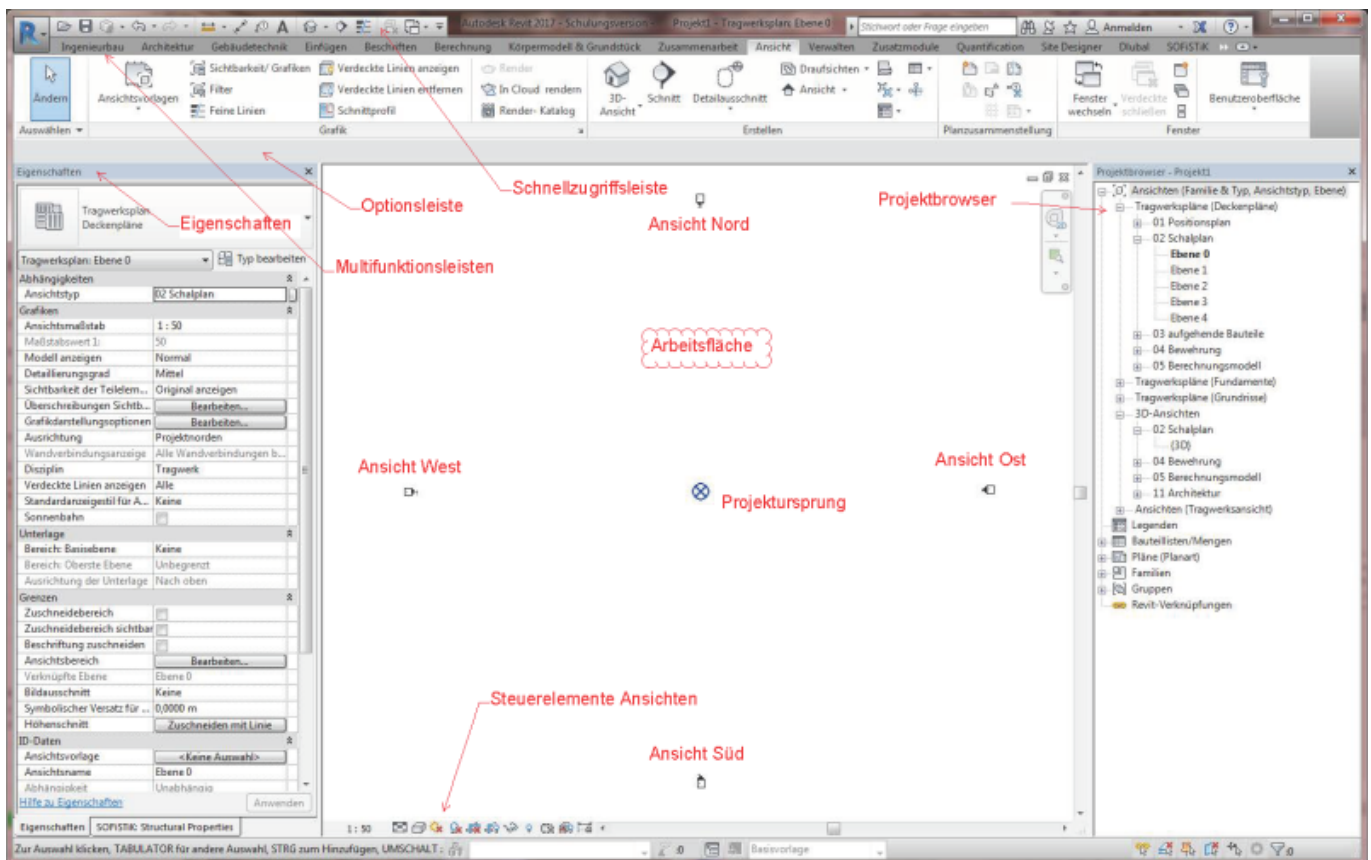 Autodesk Revit 2017 - Schulungsversion - Projekt1 - Tragwerksplan: Ebene 0
Stichwort oder Frage eingeben
Anmelden
Ingenieurbau Architektur Gebäudetechnik Einfügen Beschriften Berechnung Körpermodell & Grundstück Zusammenarbeit Ansicht Verwalten Zusatzmodule Quantification Site Designer Dlubal SOFiSTiK
Ändern
Ansichtsvorlagen
Sichtbarkeit/ Grafiken
Filter
Feine Linien
Verdeckte Linien anzeigen
Verdeckte Linien entfernen
Schnittprofil
Render
In Cloud rendern
Render- Katalog
3D-
Ansicht
Schnitt
Detailausschnitt
Draufsichten
Ansicht
Fenster
wechseln
Verdeckte
schließen
Benutzeroberfläche
Auswählen
Grafik
Erstellen
Planzusammenstellung
Fenster
Eigenschaften
Tragwerksplan
Deckenpläne
Eigenschaften
Optionsleiste
Multifunktionsleisten
Schnellzugriffsleiste
Tragwerksplan: Ebene 0
Typ bearbeiten
Abhängigkeiten
Ansichtstyp 02 Schalplan
Grafiken
Ansichtsmaßstab 1 : 50
Maßstabswert 1: 50
Modell anzeigen Normal
Detaillierungsgrad Mittel
Sichtbarkeit der Teilelem... Original anzeigen
Überschreibungen Sichtb... Bearbeiten...
Grafikdarstellungsoptionen Bearbeiten...
Ausrichtung Projektnorden
Wandverbindungsanzeige Alle Wandverbindungen b...
Disziplin Tragwerk
Verdeckte Linien anzeigen Alle
Standardanzeigestil für A... Keine
Sonnenbahn
Unterlage
Bereich: Basisebene Keine
Bereich: Oberste Ebene Unbegrenzt
Ausrichtung der Unterlage Nach oben
Grenzen
Zuschneidebereich
Zuschneidebereich sichtbar
Beschriftung zuschneiden
Ansichtsbereich Bearbeiten...
Verknüpfte Ebene Ebene 0
Bildausschnitt Keine
Symbolischer Versatz für ... 0,0000 m
Höhenschnitt Zuschneiden mit Linie
ID-Daten
Ansichtsvorlage <Keine Auswahl>
Ansichtsname Ebene 0
Abhängigkeit Unabhängig
Hilfe zu Eigenschaften
Anwenden
Eigenschaften SOFiSTiK: Structural Properties
Ansicht Nord
Arbeitsfläche
Ansicht West
Projektursprung
Ansicht Ost
Steuerelemente Ansichten
Ansicht Süd
1 : 50
Projektbrowser
Projektbrowser - Projekt1
Ansichten (Familie & Typ, Ansichtstyp, Ebene)
Tragwerkspläne (Deckenpläne)
01 Positionsplan
02 Schalplan
Ebene 0
Ebene 1
Ebene 2
Ebene 3
Ebene 4
03 aufgehende Bauteile
04 Bewehrung
05 Berechnungsmodell
Tragwerkspläne (Fundamente)
Tragwerkspläne (Grundrisse)
3D-Ansichten
02 Schalplan
{3D}
04 Bewehrung
05 Berechnungsmodell
11 Architektur
Ansichten (Tragwerksansicht)
Legenden
Bauteillisten/Mengen
Pläne (Planart)
Familien
Gruppen
Revit-Verknüpfungen
Zur Auswahl klicken, TABULATOR für andere Auswahl, STRG zum Hinzufügen, UMSCHALT :
:0
Basisvorlage
:0